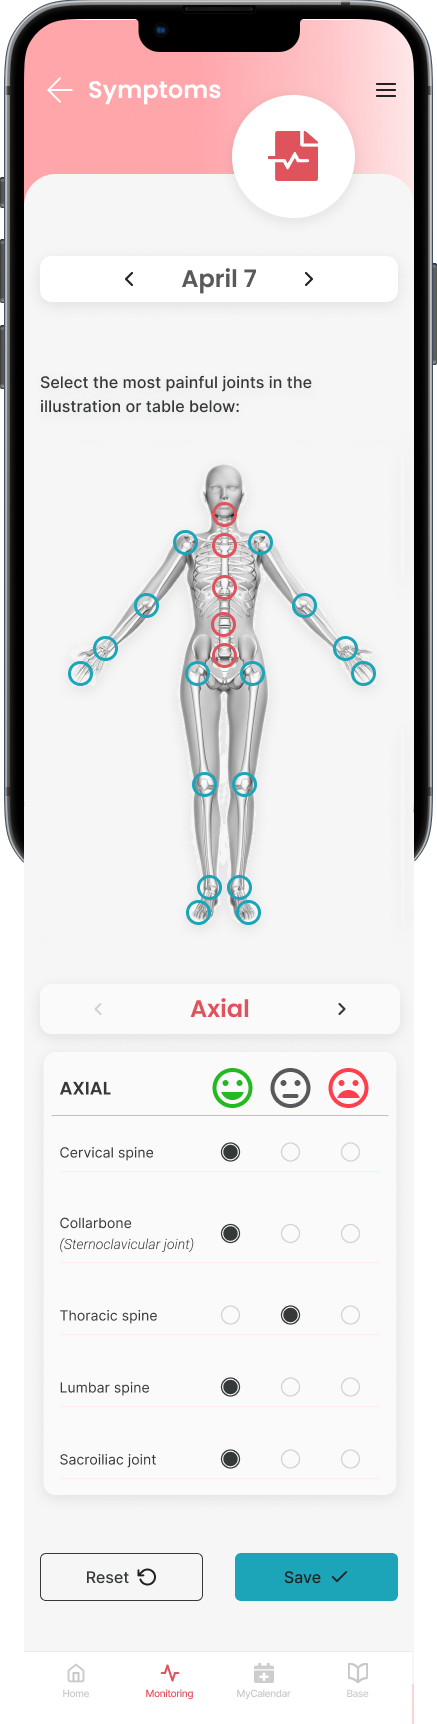 Symptoms
April 7
Select the most painful joints in the
illustration or table below:
Axial
AXIAL
Cervical spine
Collarbone
(Sternoclavicular joint)
Thoracic spine
Lumbar spine
Sacroiliac joint
Reset
Save
Home
Monitoring
MyCalendar
Base